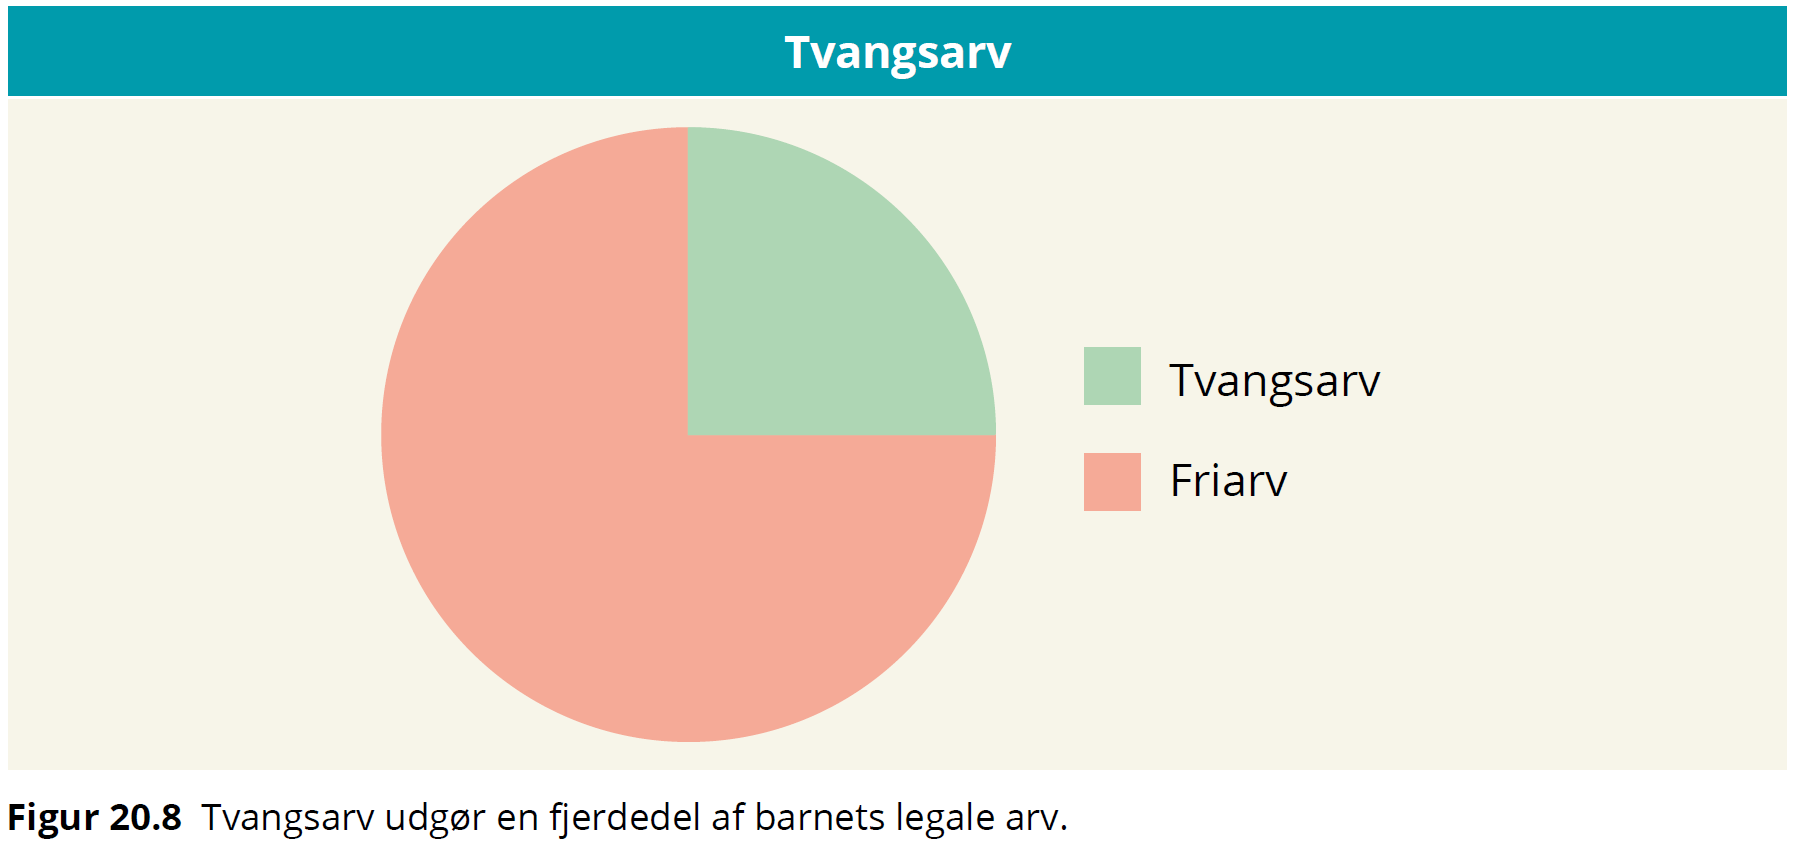 Tvangsarv
Tvangsarv
Friarv
Figur 20.8 Tvangsarv udgør en fjerdedel af barnets legale arv.